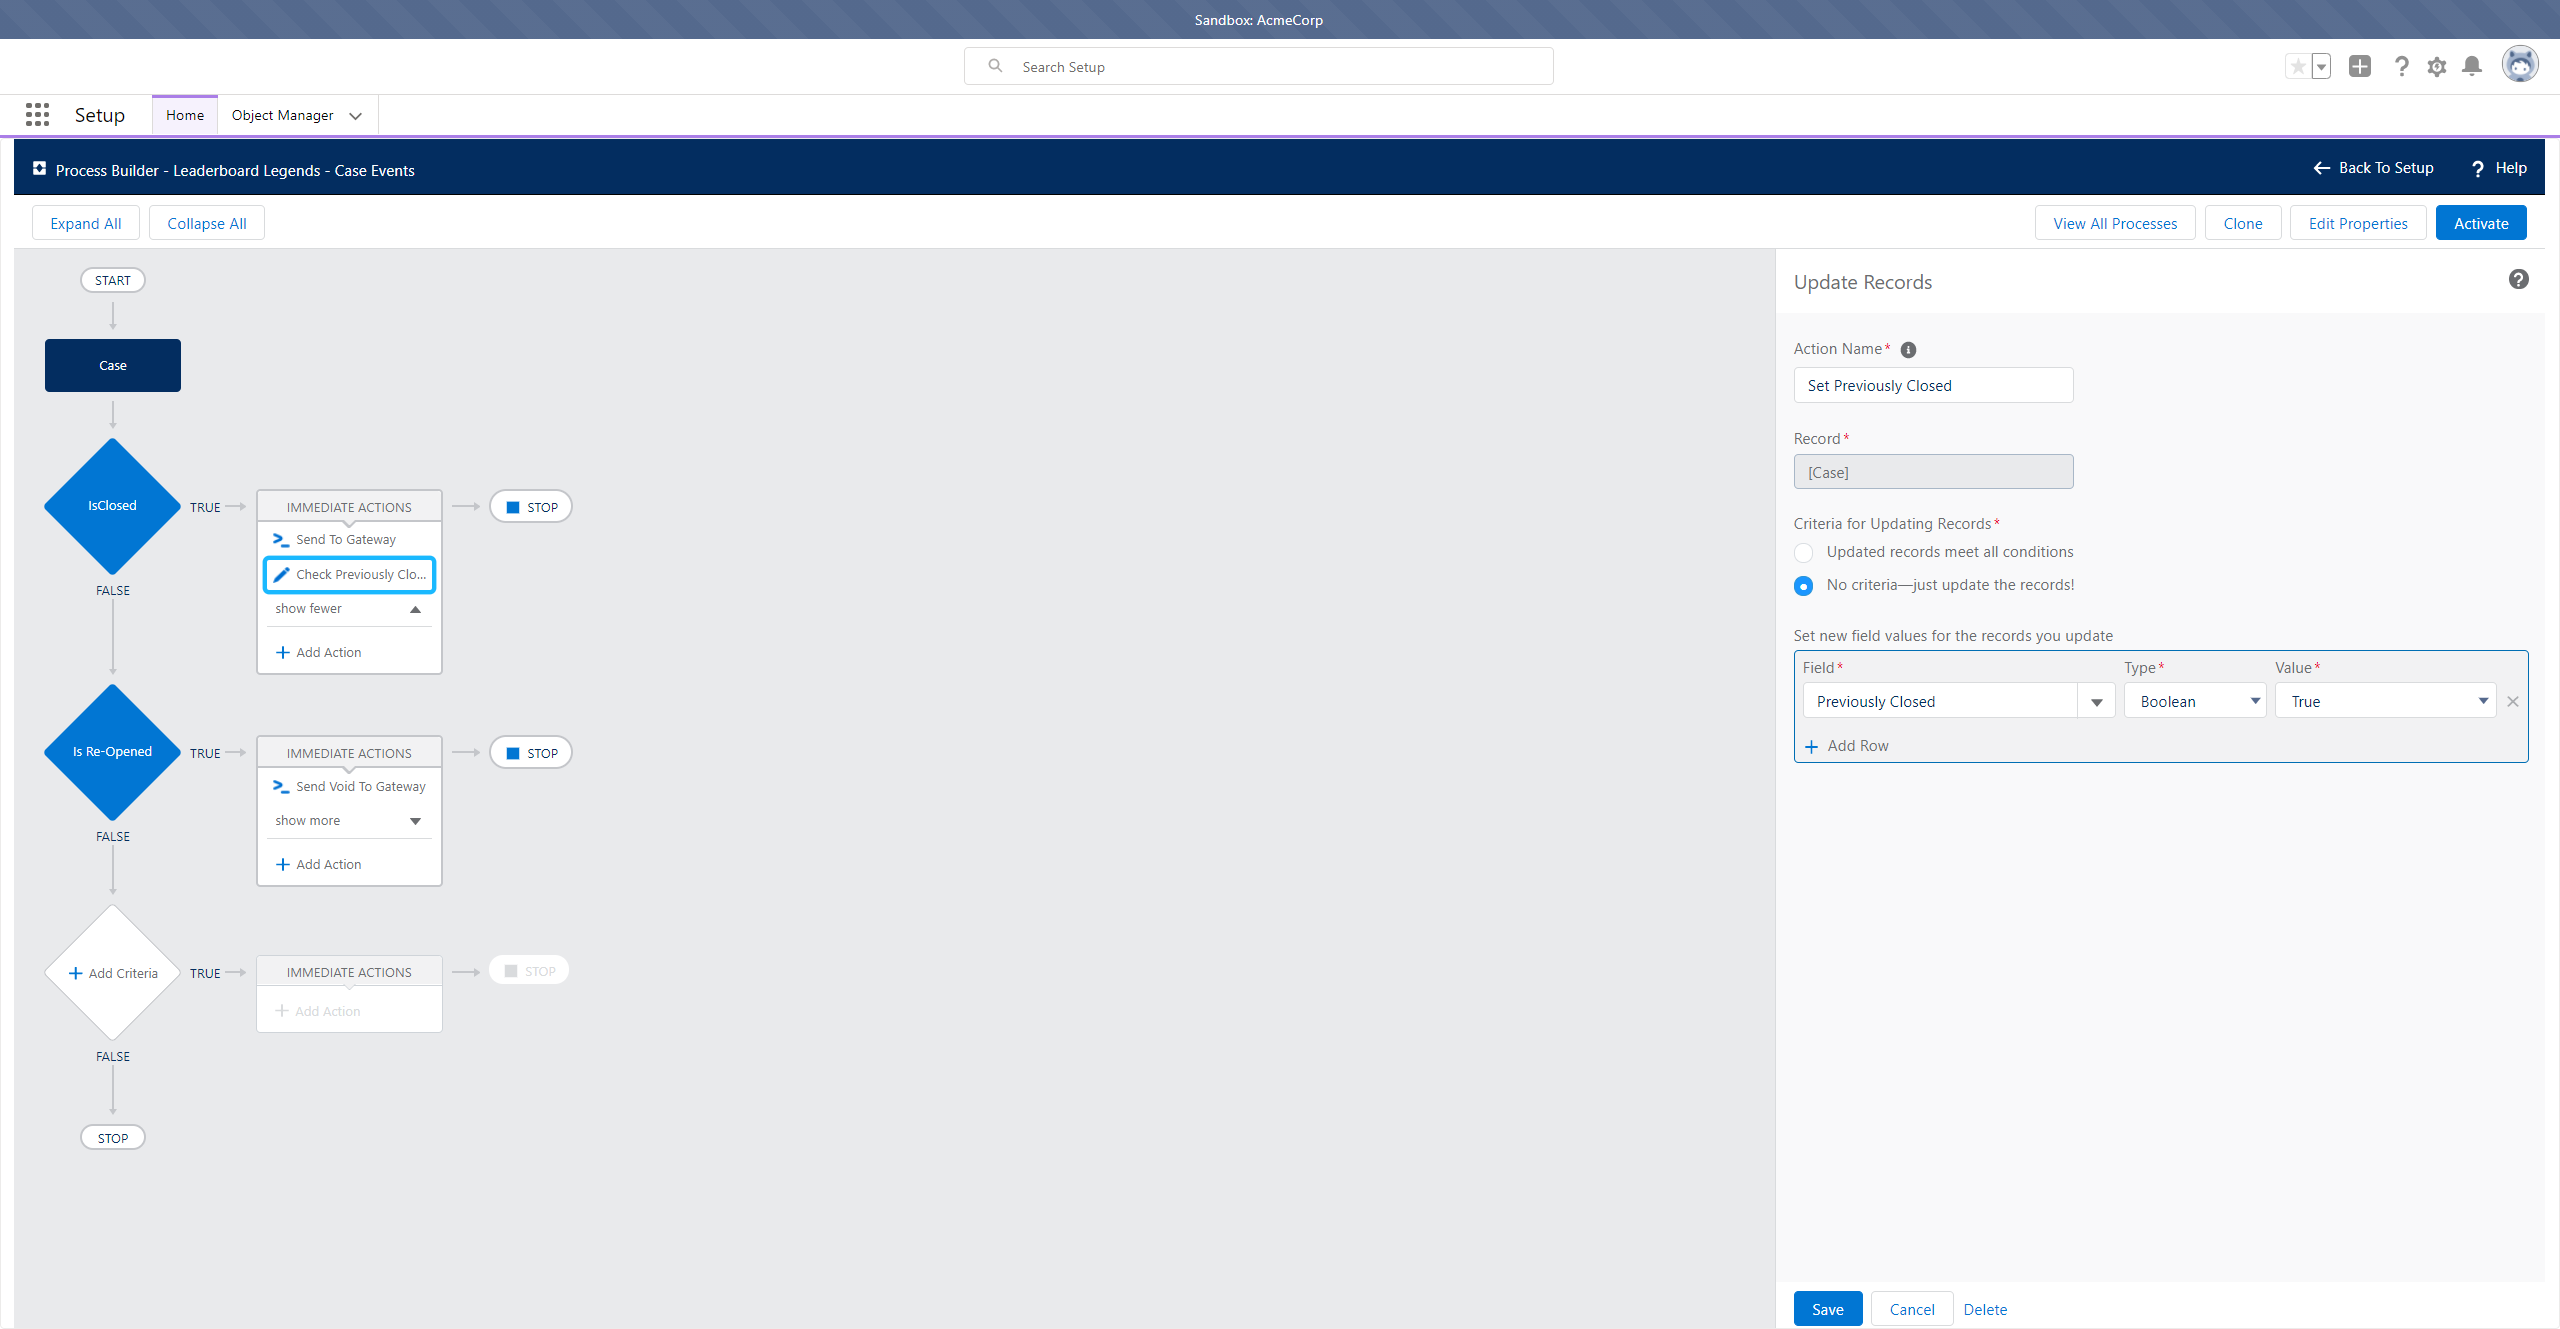 Sandbox: AcmeCorp
Search Setup
Setup
Home
Object Manager
Process Builder - Leaderboard Legends - Case Events
Back To Setup
? Help
Expand All
Collapse All
View All Processes
Clone
Edit Properties
Activate
START
Case
IsClosed
TRUE
IMMEDIATE ACTIONS
STOP
Send To Gateway
Check Previously Clo...
show fewer
Add Action
FALSE
Is Re-Opened
TRUE
IMMEDIATE ACTIONS
STOP
Send Void To Gateway
show more
Add Action
FALSE
Add Criteria
TRUE
IMMEDIATE ACTIONS
STOP
Add Action
FALSE
STOP
Update Records
Action Name*
Set Previously Closed
Record*
[Case]
Criteria for Updating Records*
Updated records meet all conditions
No criteria—just update the records!
Set new field values for the records you update
Field* Type* Value*
Previously Closed Boolean True
Add Row
Save
Cancel
Delete